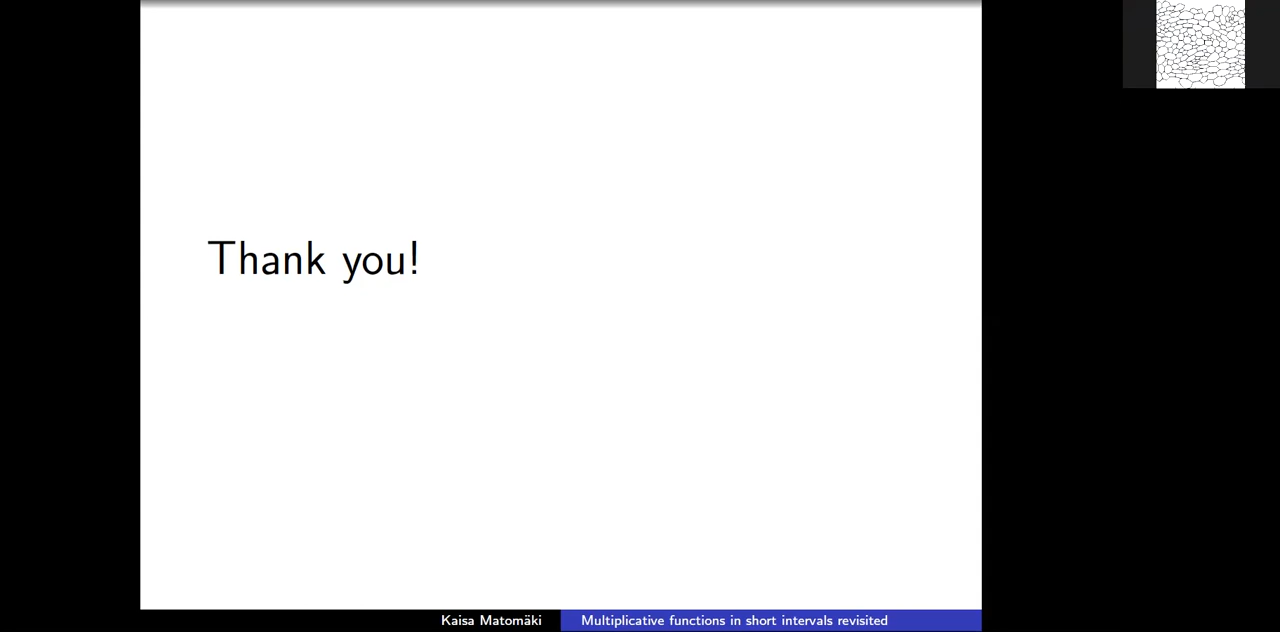 Thank you!
Kaisa Matomäki
Multiplicative functions in short intervals revisited